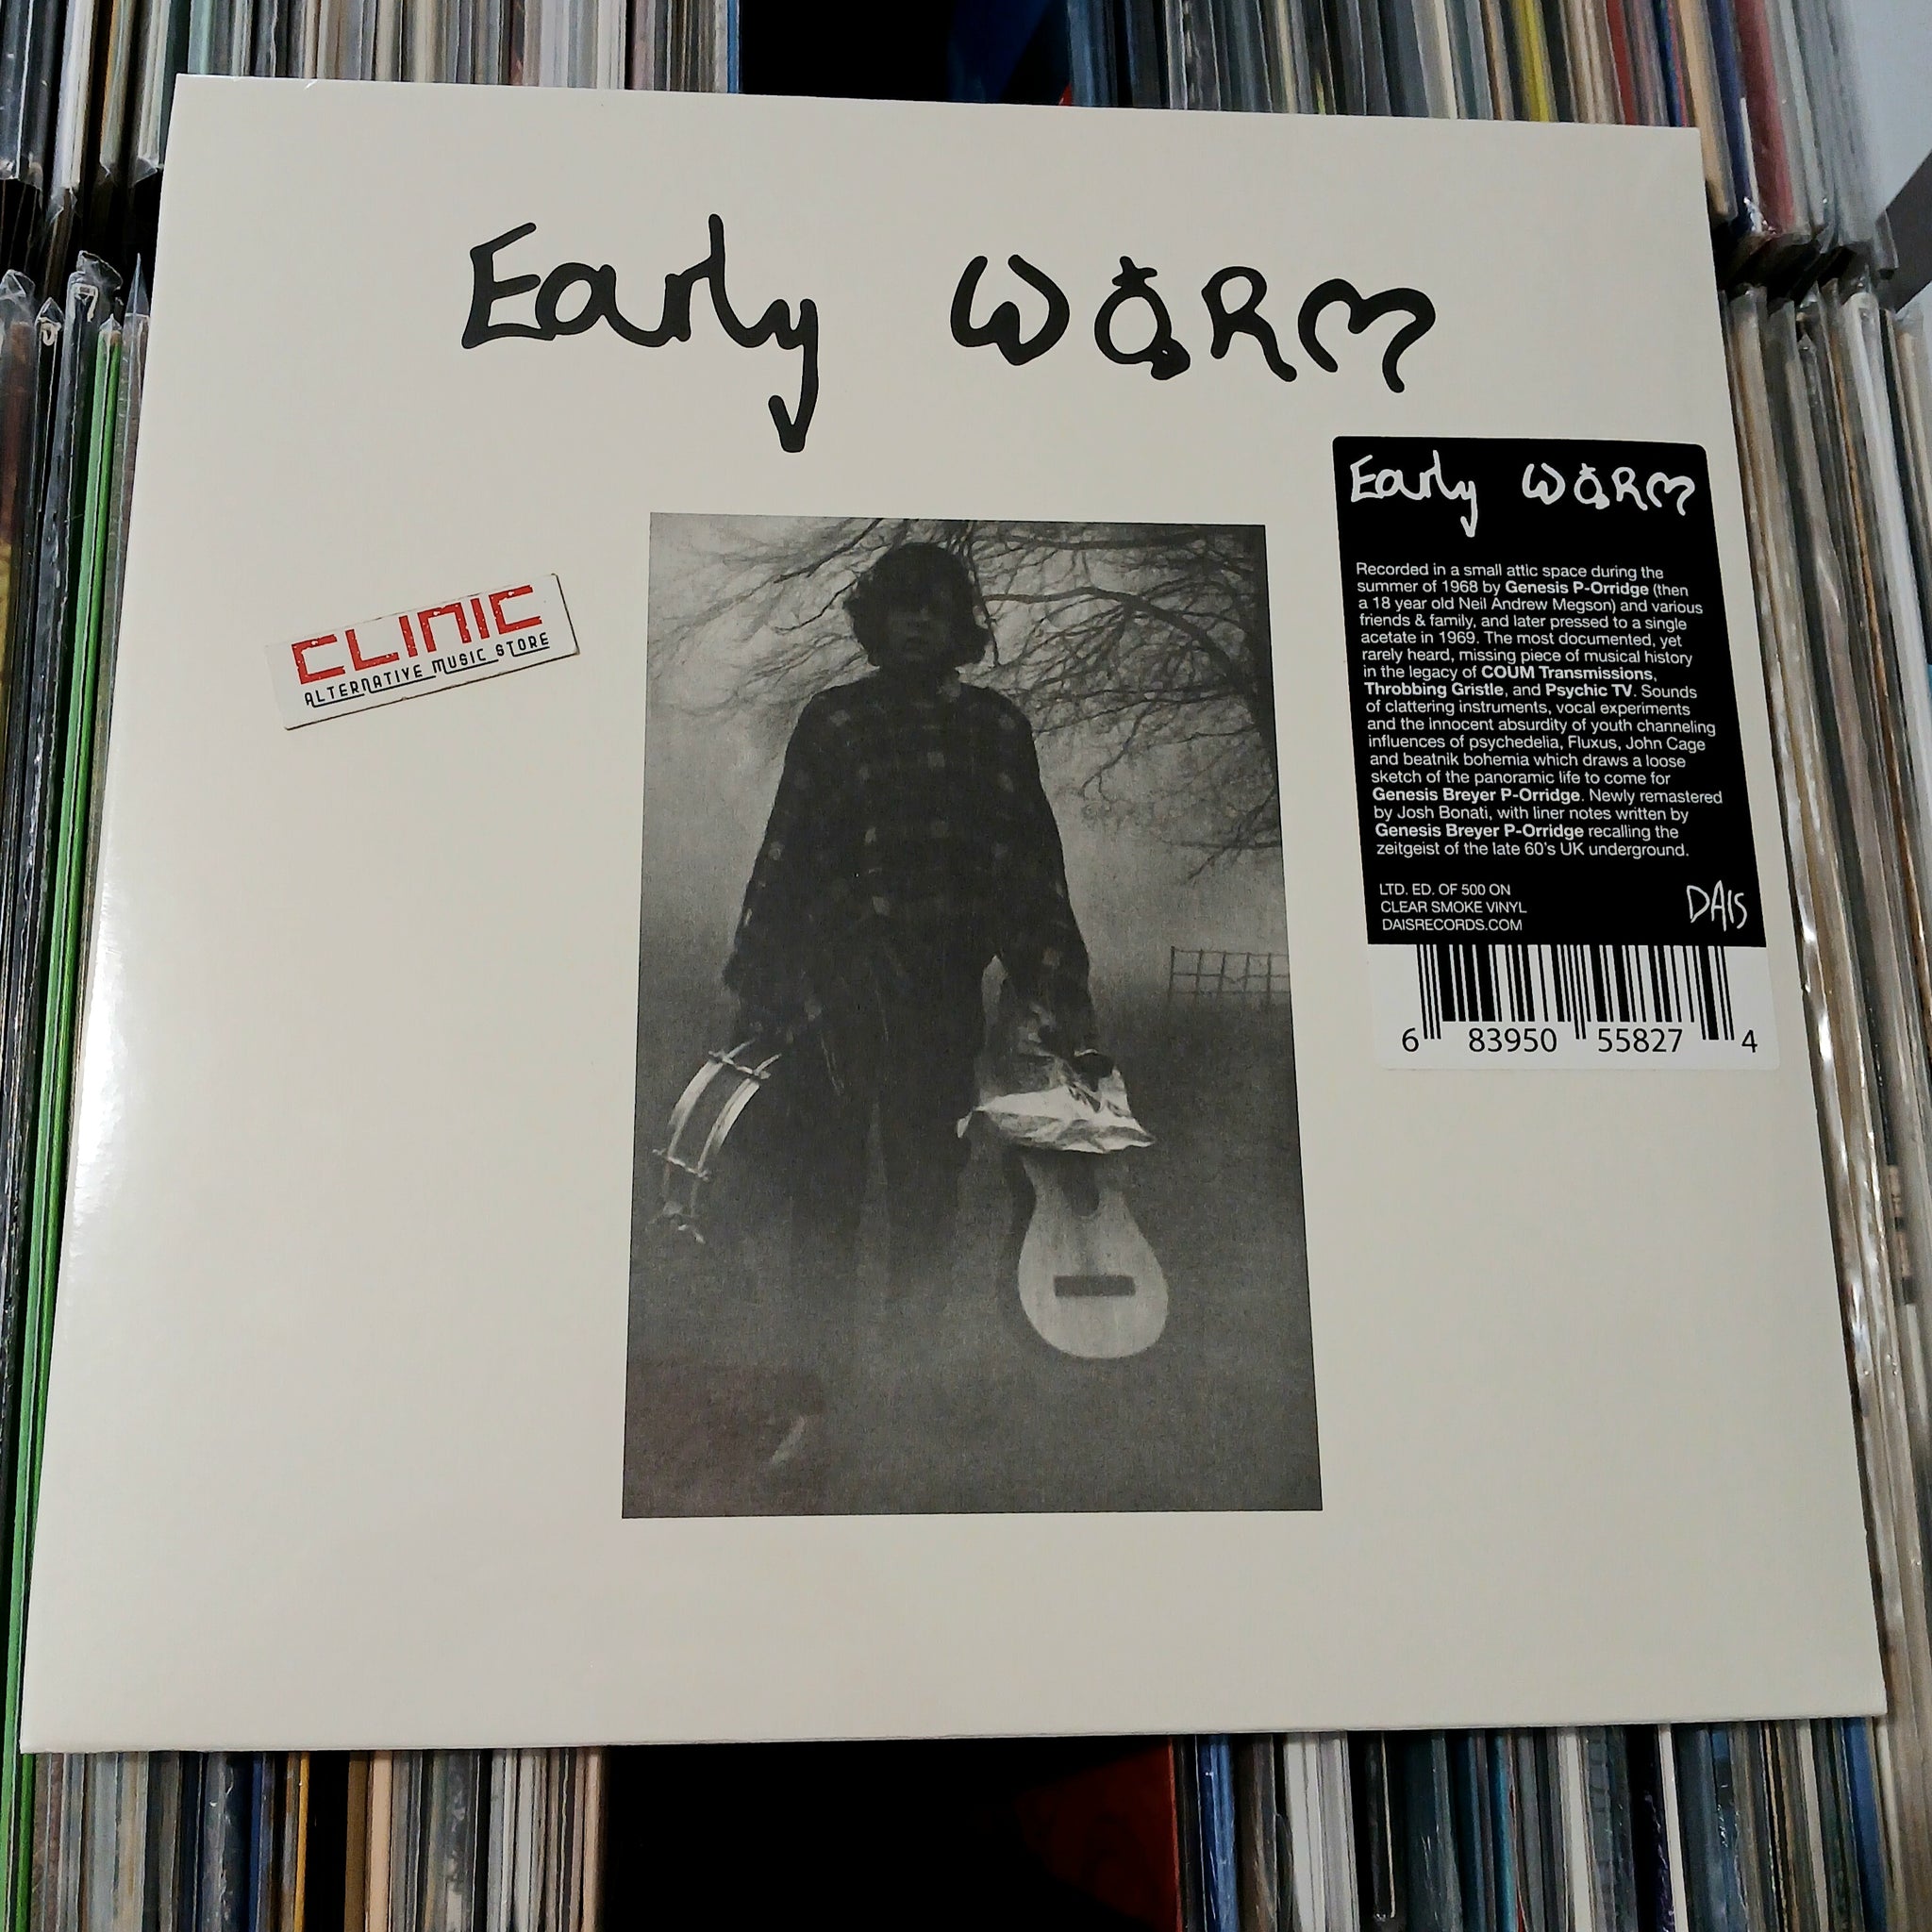 Early WORM
CLINIC
ALTERNATIVE MUSIC STORE
Early WORM
Recorded in a small attic space during the
summer of 1968 by Genesis P-Orridge (then
a 18 year old Neil Andrew Megson) and various
friends & family, and later pressed to a single
acetate in 1969. The most documented, yet
rarely heard, missing piece of musical history
in the legacy of COUM Transmissions,
Throbbing Gristle, and Psychic TV. Sounds
of clattering instruments, vocal experiments
and the innocent absurdity of youth channeling
influences of psychedelia, Fluxus, John Cage
and beatnik bohemia which draws a loose
sketch of the panoramic life to come for
Genesis Breyer P-Orridge. Newly remastered
by Josh Bonati, with liner notes written by
Genesis Breyer P-Orridge recalling the
zeitgeist of the late 60's UK underground.
LTD. ED. OF 500 ON
CLEAR SMOKE VINYL
DAISRECORDS.COM
DAIS
6 83950 55827 4